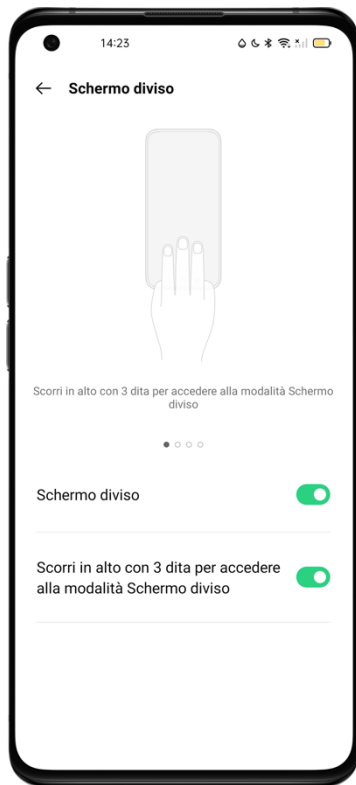 14:23
Schermo diviso
Scorri in alto con 3 dita per accedere alla modalità Schermo
diviso
Schermo diviso
Scorri in alto con 3 dita per accedere
alla modalità Schermo diviso